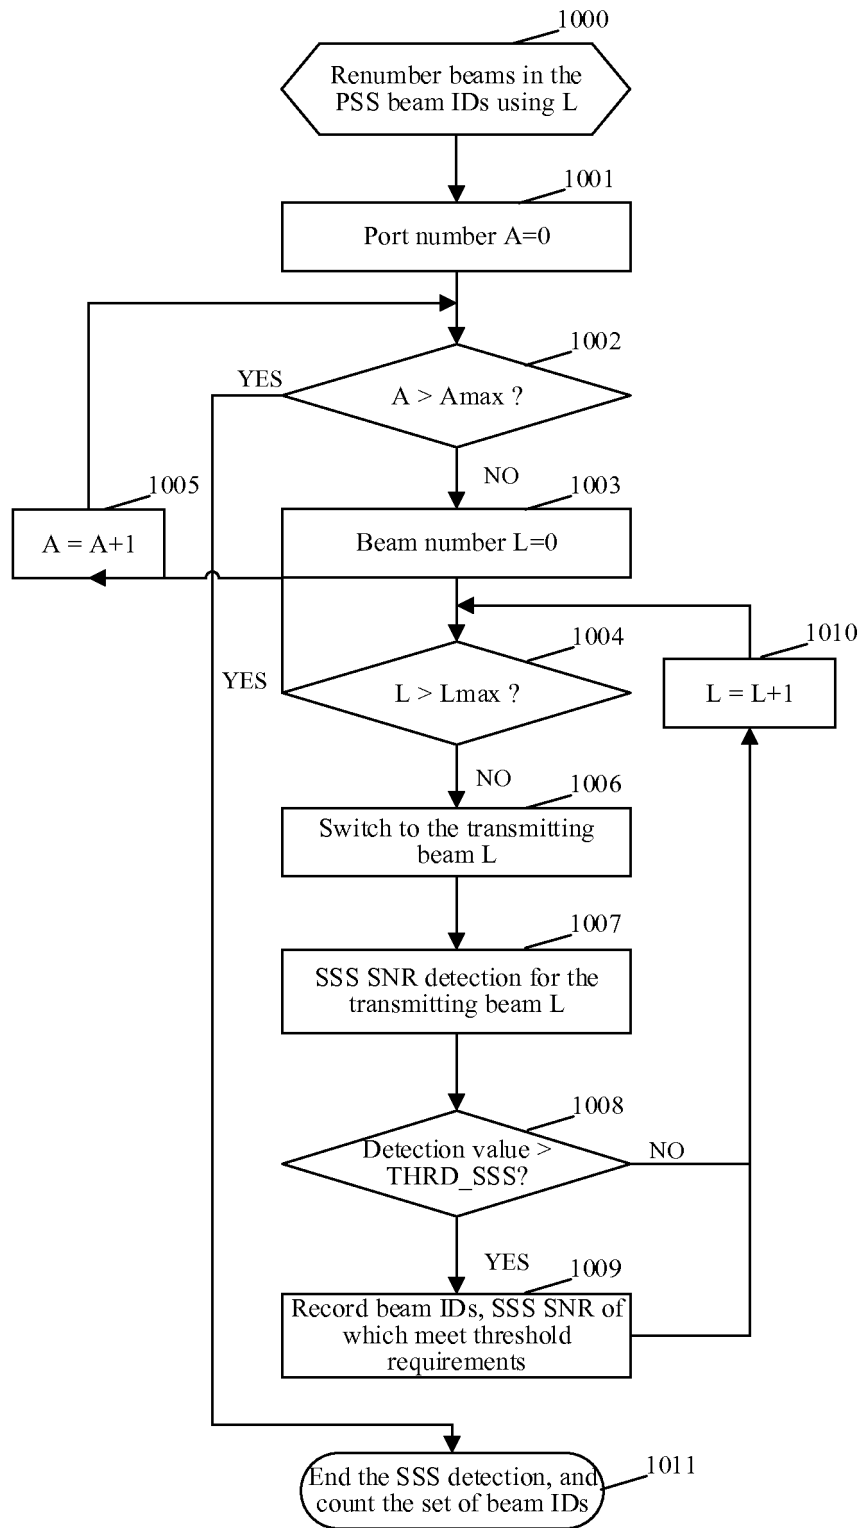 1000
Renumber beams in the
PSS beam IDs using L
1001
Port number A=0
1002
YES
A > Amax ?
NO
1005
1003
A = A+1
Beam number L=0
1004
1010
YES
L > Lmax ?
L = L+1
NO
1006
Switch to the transmitting
beam L
1007
SSS SNR detection for the
transmitting beam L
1008
Detection value >
THRD_SSS?
NO
YES
1009
Record beam IDs, SSS SNR of
which meet threshold
requirements
End the SSS detection, and
count the set of beam IDs
1011